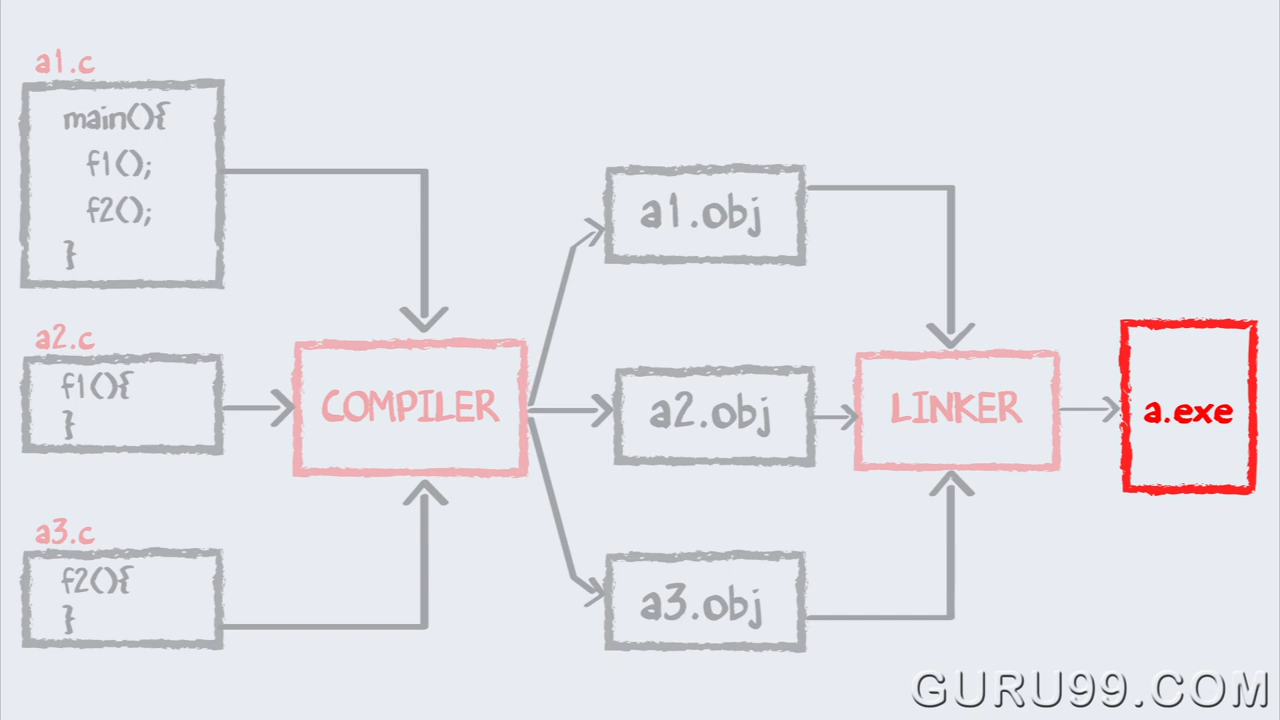 a1.c
main(){
f1();
f2();
}
a2.c
f1(){
}
a3.c
f2(){
}
COMPILER
a1.obj
a2.obj
a3.obj
LINKER
a.exe
GURU99.COM